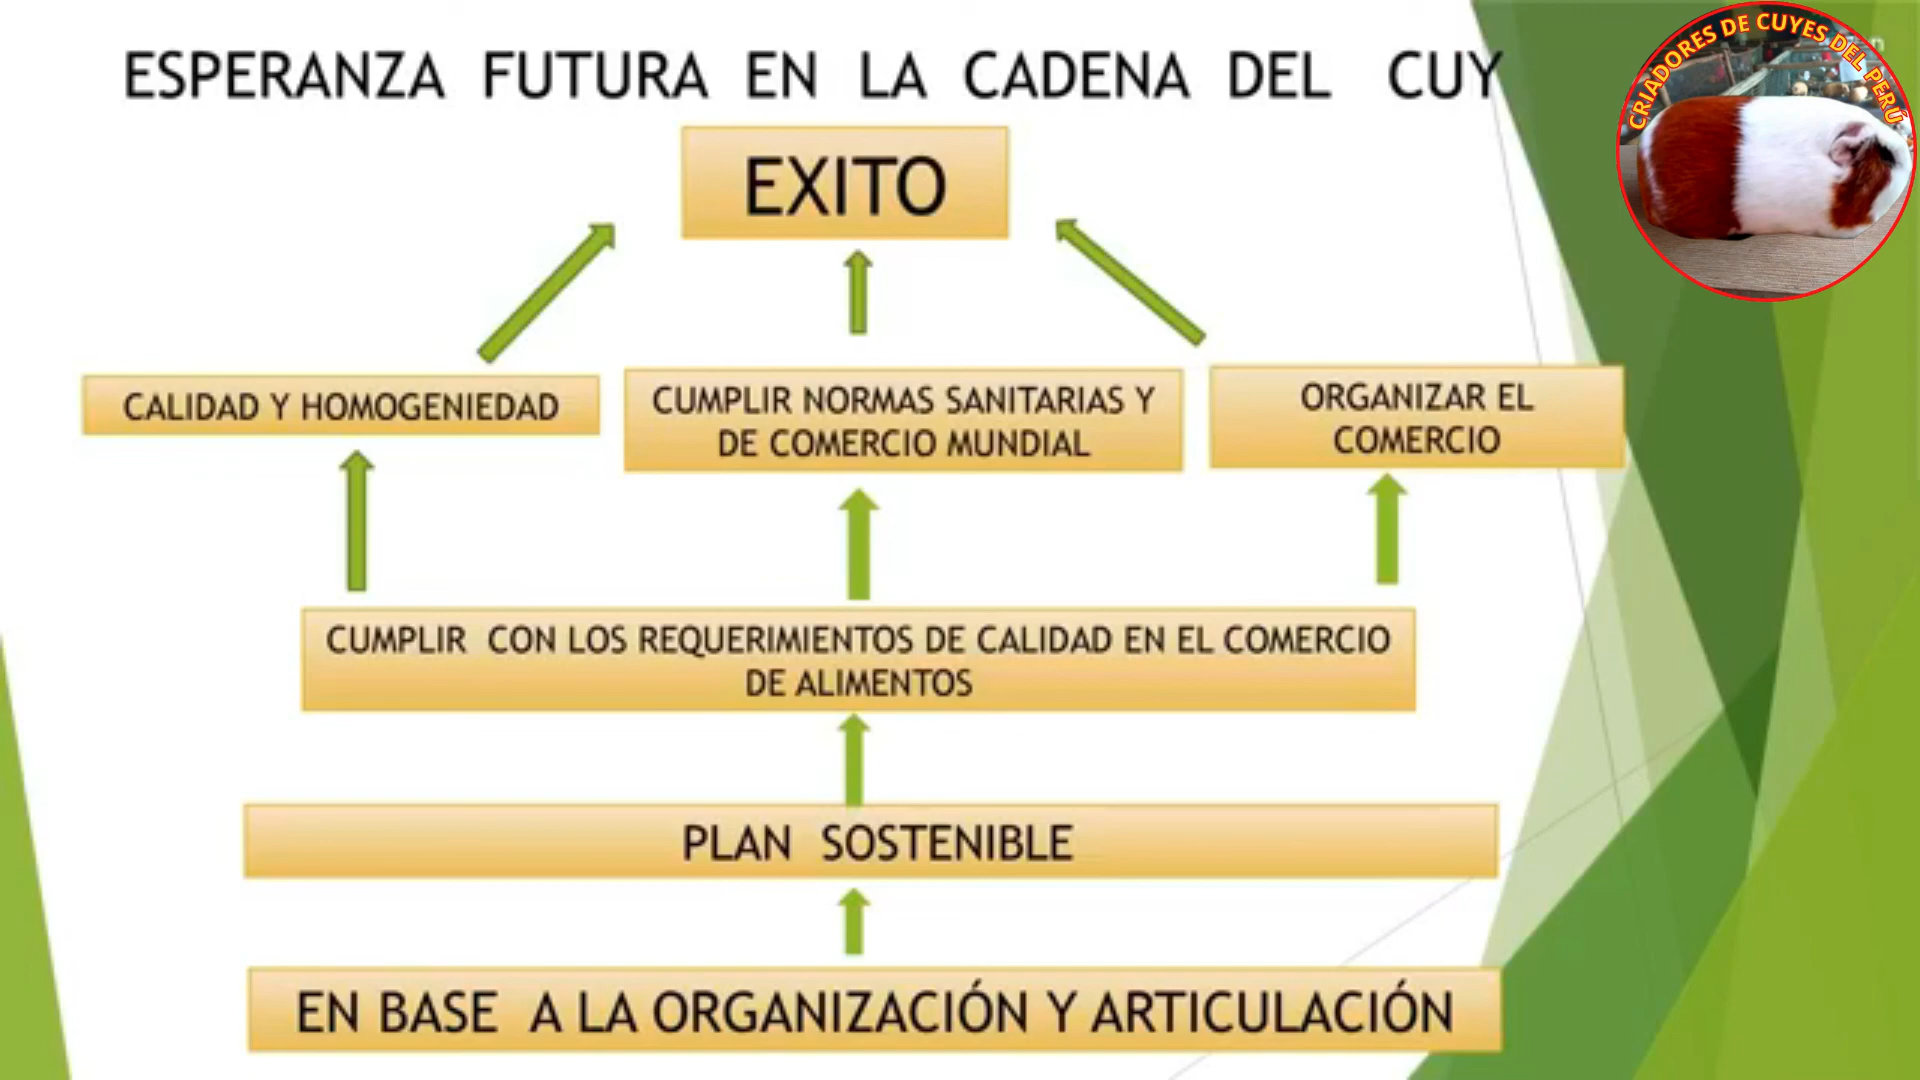 ESPERANZA FUTURA EN LA CADENA DEL CUY
CRIADORES DE CUYES DEL PERÚ
EXITO
CALIDAD Y HOMOGENIEDAD
CUMPLIR NORMAS SANITARIAS Y
DE COMERCIO MUNDIAL
ORGANIZAR EL
COMERCIO
CUMPLIR CON LOS REQUERIMIENTOS DE CALIDAD EN EL COMERCIO
DE ALIMENTOS
PLAN SOSTENIBLE
EN BASE A LA ORGANIZACIÓN Y ARTICULACIÓN